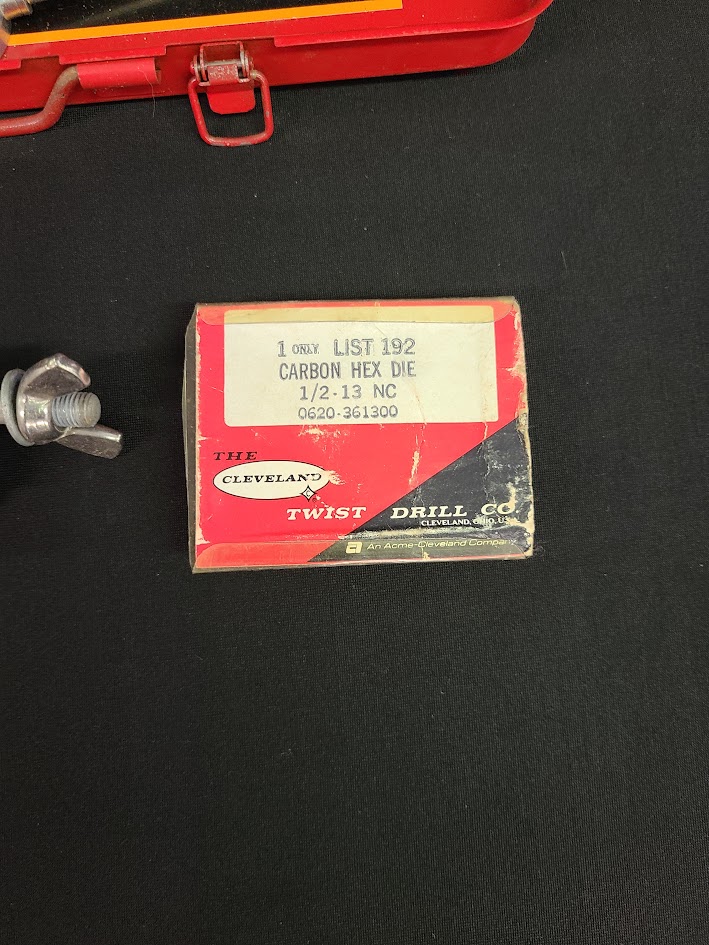 1 ONLY LIST 192
CARBON HEX DIE
1/2-13 NC
0620-361300
THE
CLEVELAND
TWIST DRILL CO
CLEVELAND, OHIO, U.S.
a An Acme-Cleveland Company